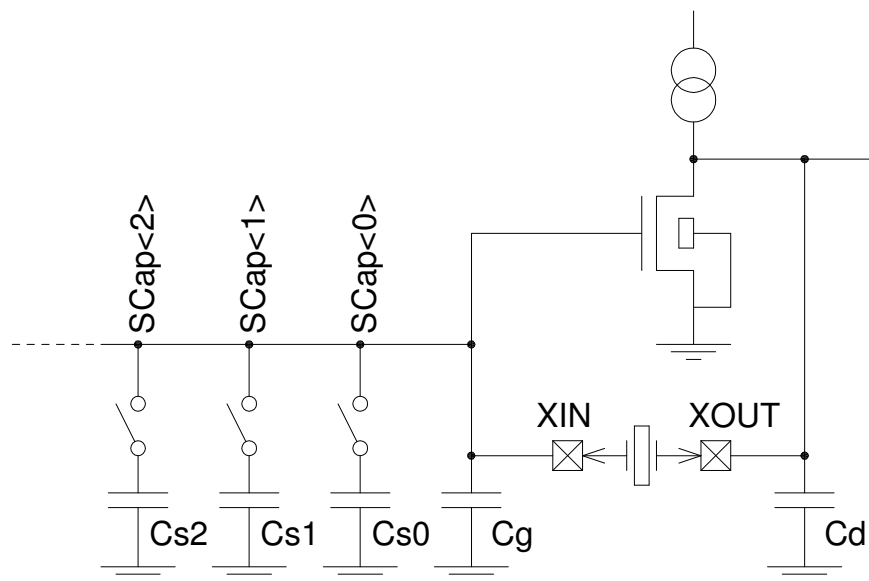 SCap<2>
SCap<1>
SCap<0>
XIN
XOUT
Cs2
Cs1
Cs0
Cg
Cd